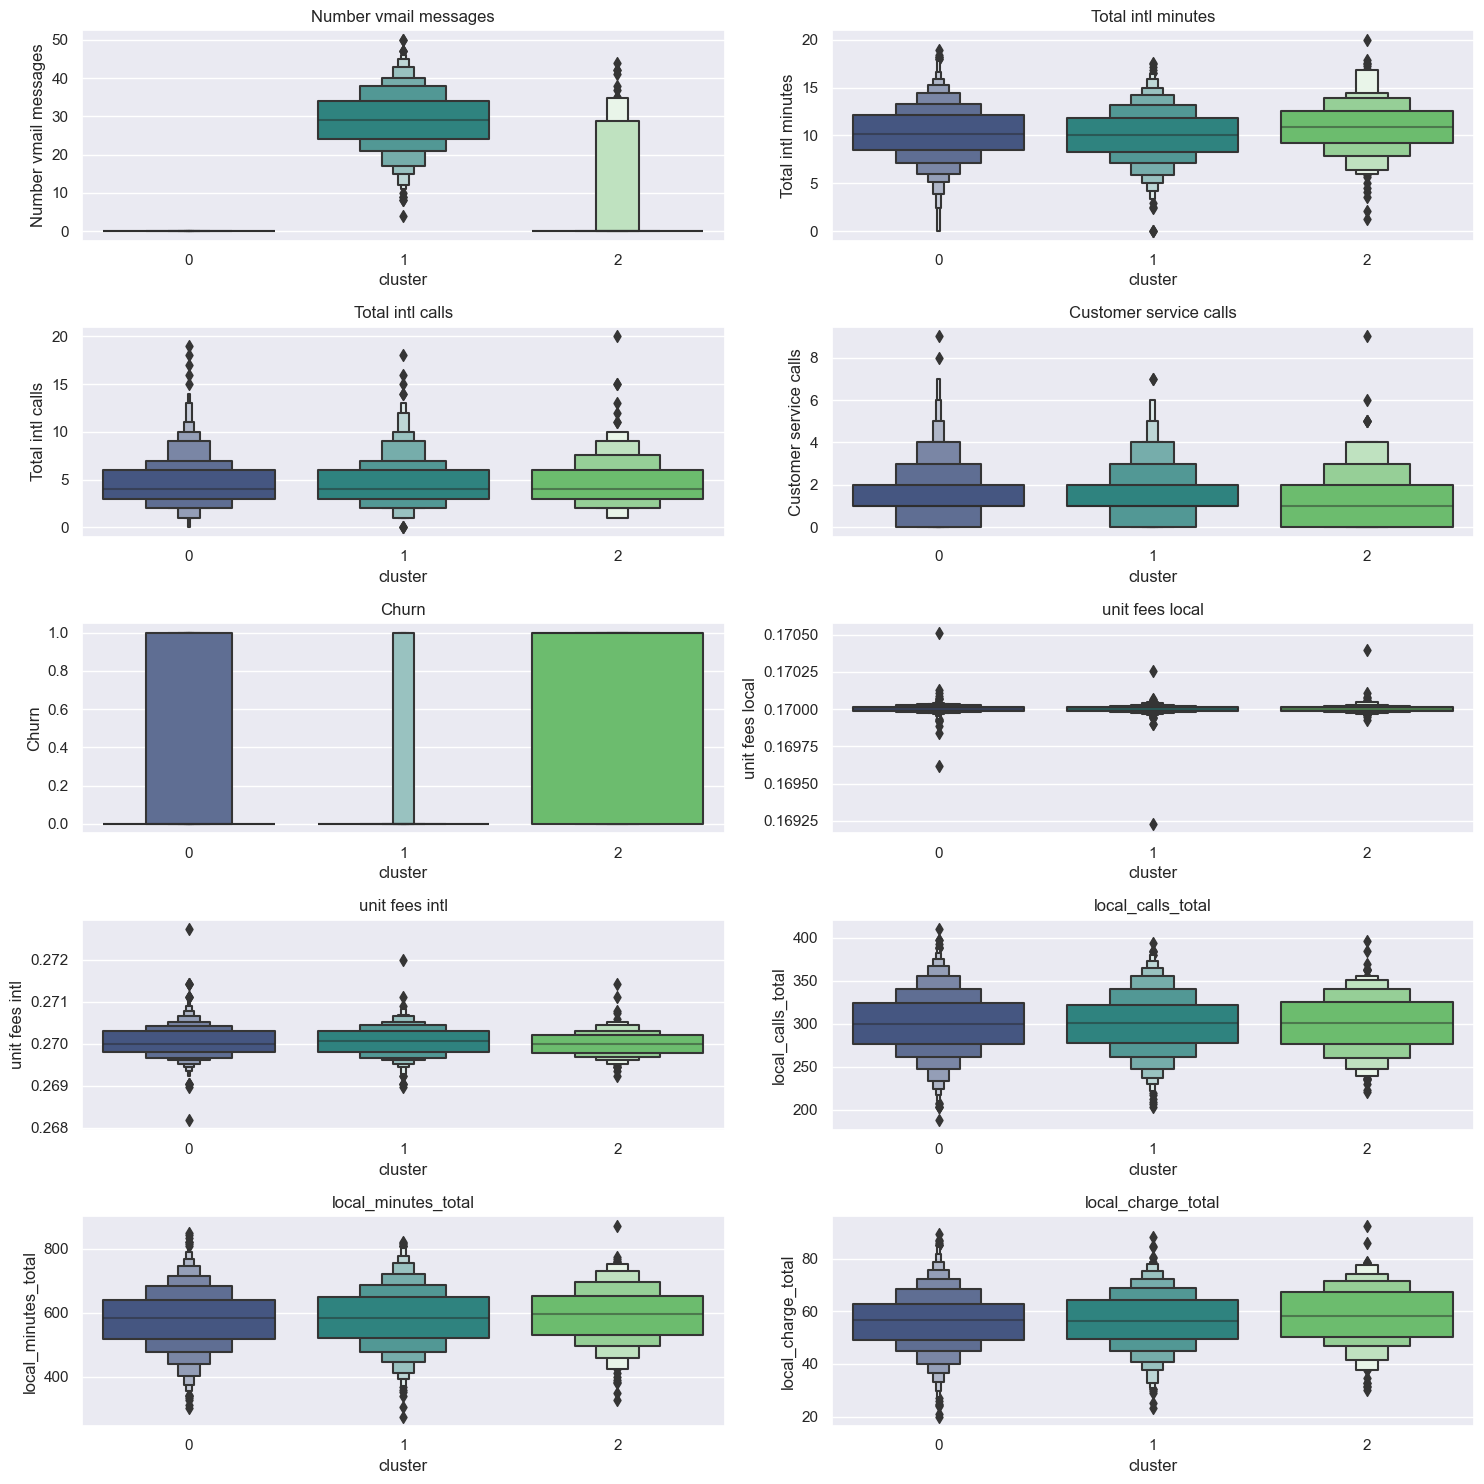 Number vmail messages
Number vmail messages
50
40
30
20
10
0
0 1 2
cluster
Total intl minutes
Total intl minutes
20
15
10
5
0
0 1 2
cluster
Total intl calls
Total intl calls
20
15
10
5
0
0 1 2
cluster
Customer service calls
Customer service calls
8
6
4
2
0
0 1 2
cluster
Churn
Churn
1.0
0.8
0.6
0.4
0.2
0.0
0 1 2
cluster
unit fees local
unit fees local
0.17050
0.17025
0.17000
0.16975
0.16950
0.16925
0 1 2
cluster
unit fees intl
unit fees intl
0.272
0.271
0.270
0.269
0.268
0 1 2
cluster
local_calls_total
local_calls_total
400
350
300
250
200
0 1 2
cluster
local_minutes_total
local_minutes_total
800
600
400
0 1 2
cluster
local_charge_total
local_charge_total
80
60
40
20
0 1 2
cluster